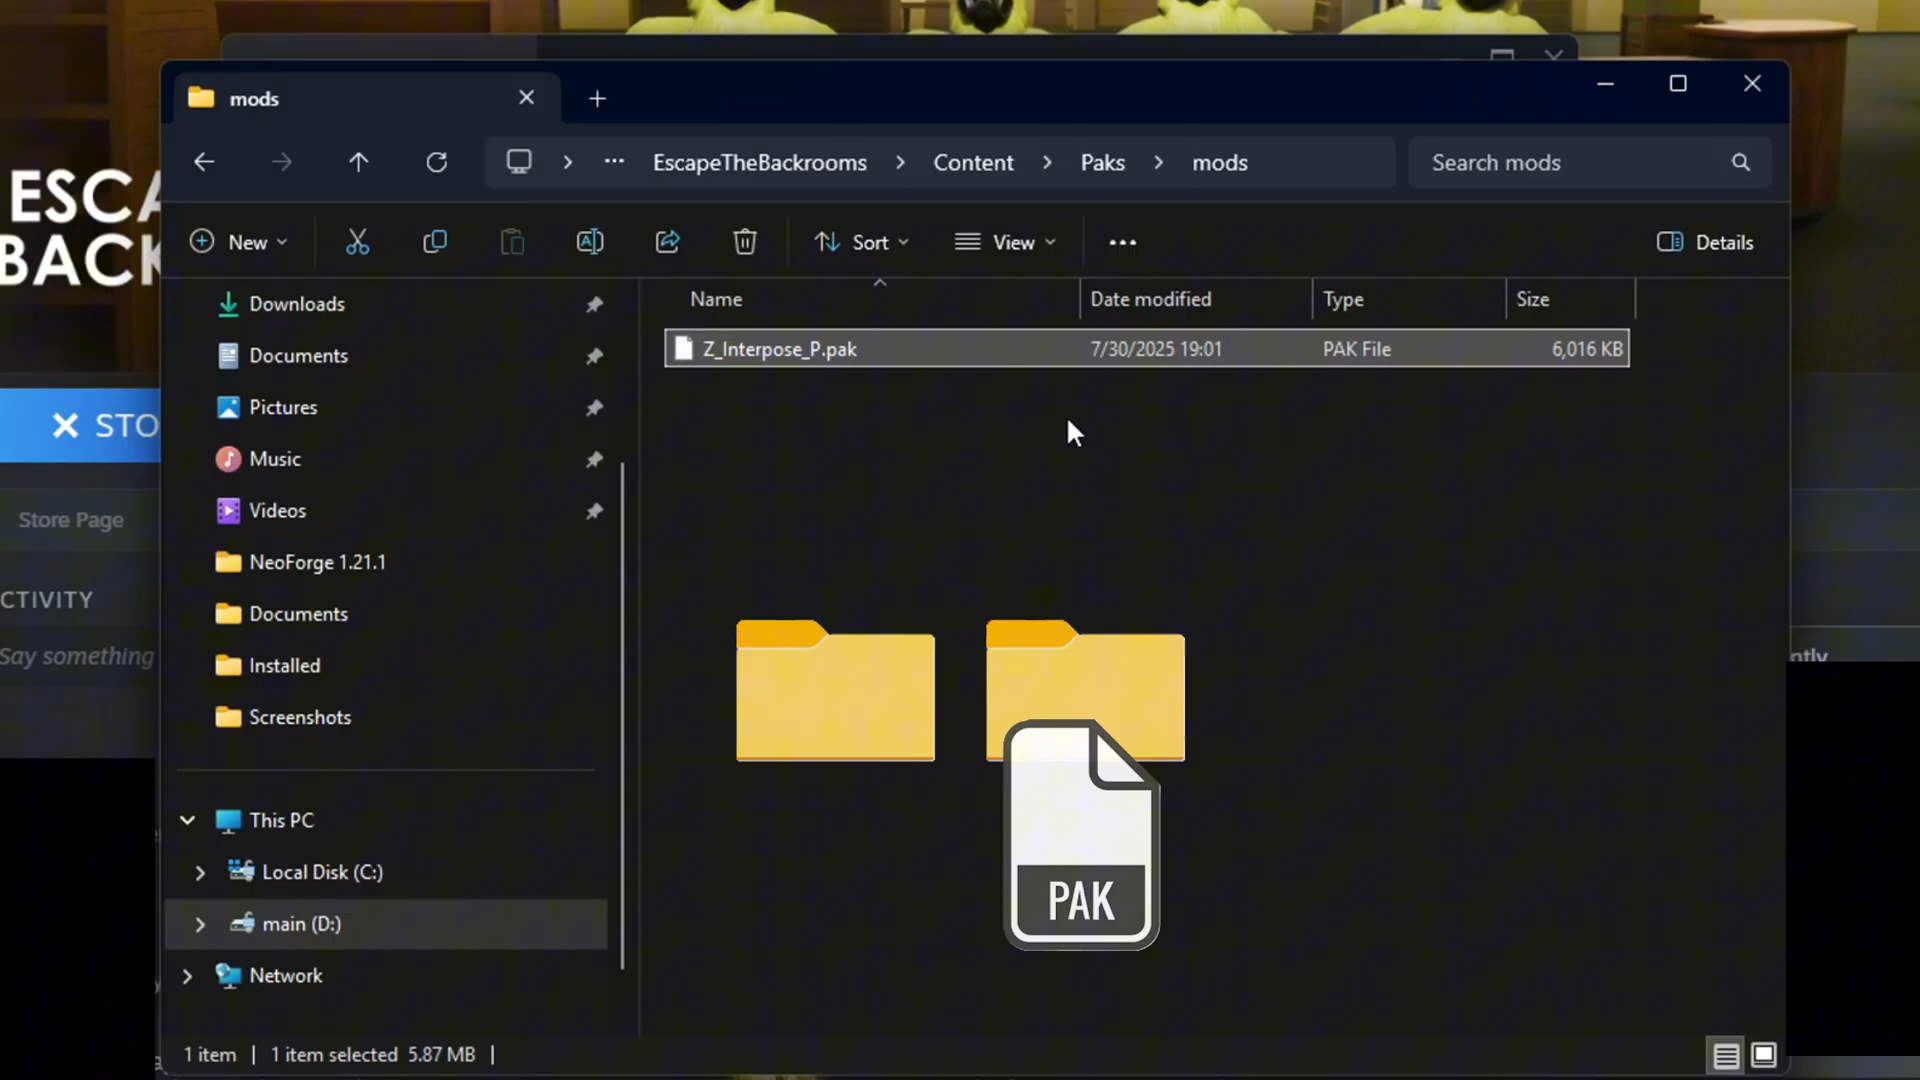 mods
EscapeTheBackrooms
Content
Paks
mods
Search mods
ESCA
BACK
New
Sort
View
Details
Name
Date modified
Type
Size
Z_Interpose_P.pak
7/30/2025 19:01
PAK File
6,016 KB
Downloads
Documents
Pictures
Music
Videos
NeoForge 1.21.1
Documents
Installed
Screenshots
This PC
Local Disk (C:)
main (D:)
Network
STO
Store Page
CTIVITY
Say something
ntly
PAK
1 item
1 item selected 5.87 MB